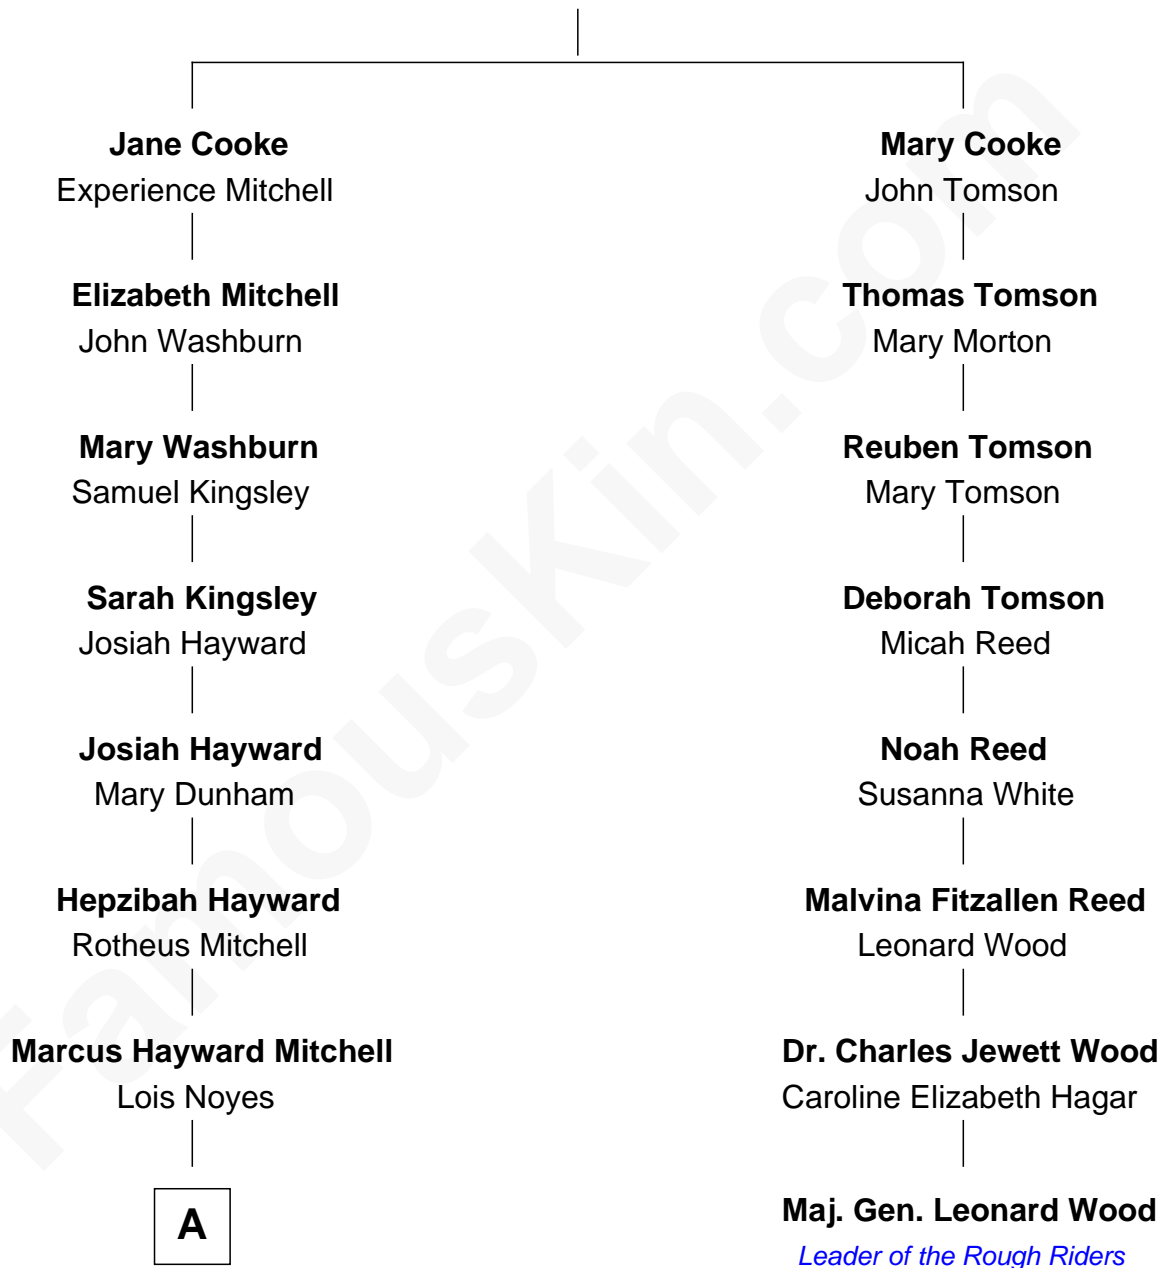 Jane Cooke
Experience Mitchell
Mary Cooke
John Tomson
Elizabeth Mitchell
John Washburn
Thomas Tomson
Mary Morton
Mary Washburn
Samuel Kingsley
Reuben Tomson
Mary Tomson
Sarah Kingsley
Josiah Hayward
Deborah Tomson
Micah Reed
Josiah Hayward
Mary Dunham
Noah Reed
Susanna White
Hepzibah Hayward
Rotheus Mitchell
Malvina Fitzallen Reed
Leonard Wood
Marcus Hayward Mitchell
Lois Noyes
Dr. Charles Jewett Wood
Caroline Elizabeth Hagar
A
Maj. Gen. Leonard Wood
Leader of the Rough Riders
FamousKin.com